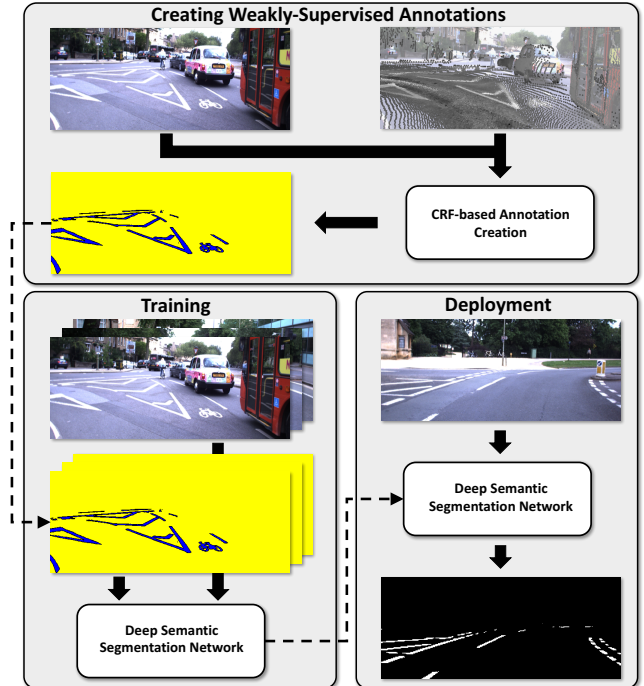 Creating Weakly-Supervised Annotations
CRF-based Annotation
Creation
Training
Deep Semantic
Segmentation Network
Deployment
Deep Semantic
Segmentation Network